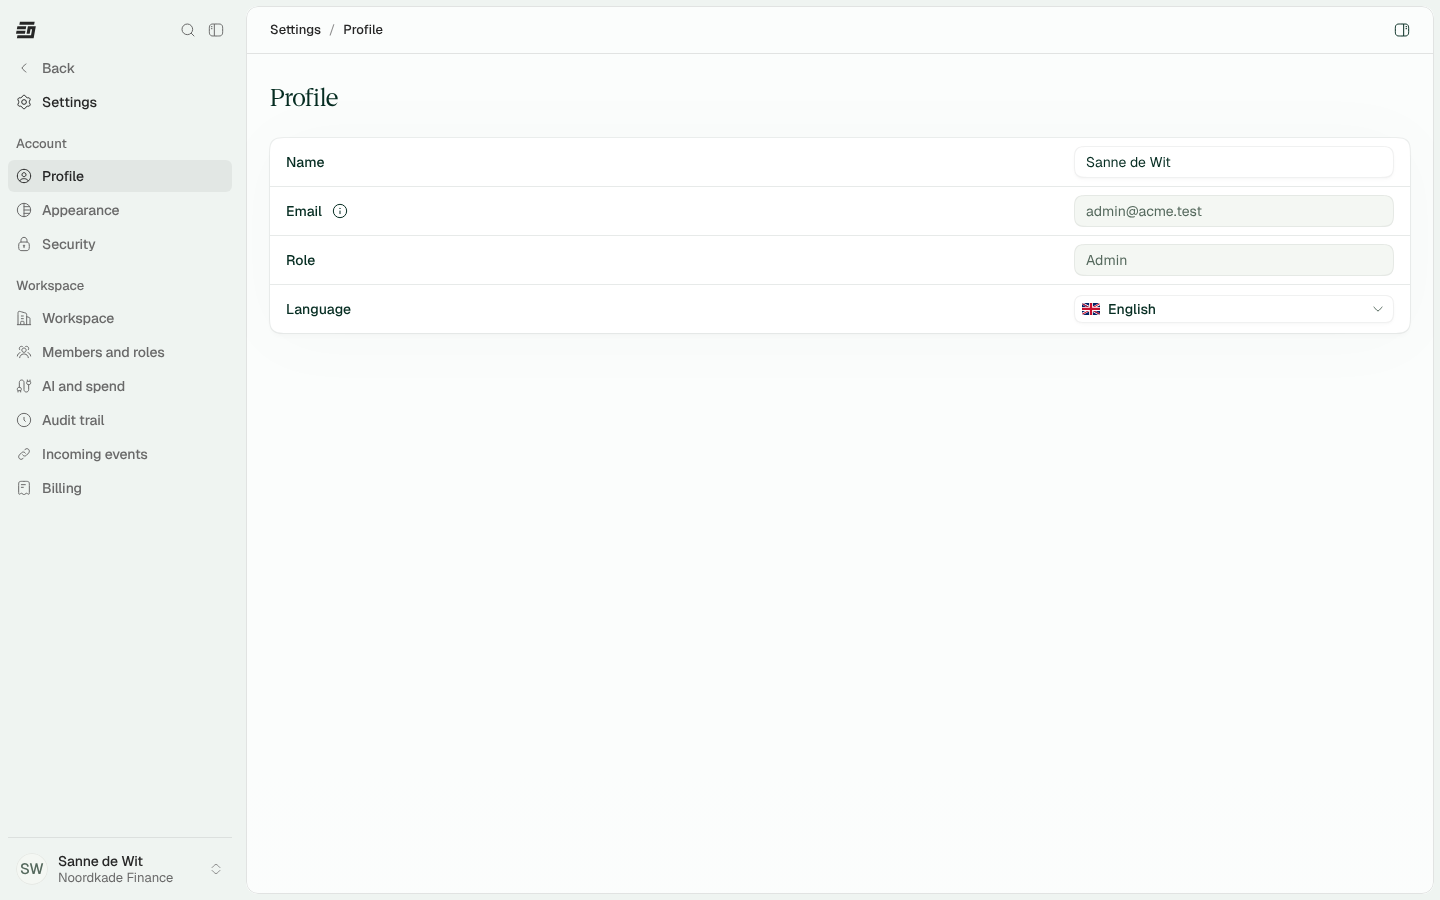 Back
Settings
Account
Profile
Appearance
Security
Workspace
Workspace
Members and roles
AI and spend
Audit trail
Incoming events
Billing
SW
Sanne de Wit
Noordkade Finance
Settings / Profile
Profile
Name
Sanne de Wit
Email
admin@acme.test
Role
Admin
Language
English